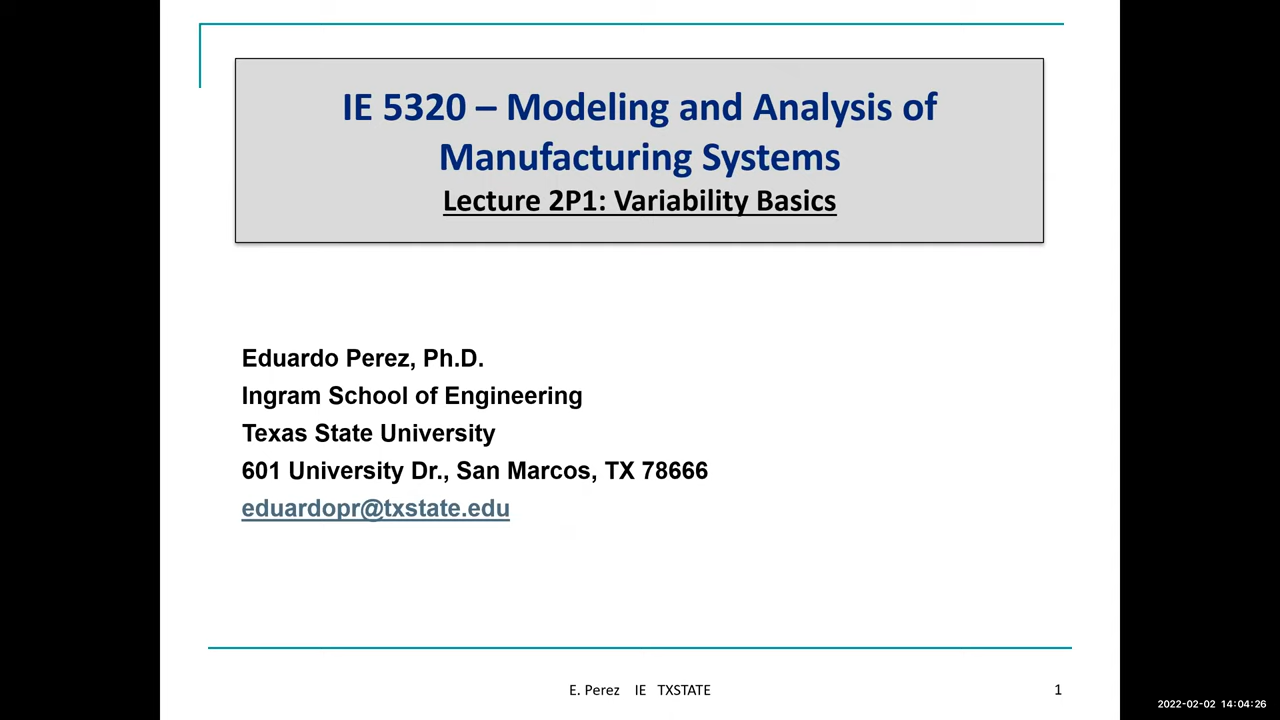 IE 5320 – Modeling and Analysis of
Manufacturing Systems
Lecture 2P1: Variability Basics
Eduardo Perez, Ph.D.
Ingram School of Engineering
Texas State University
601 University Dr., San Marcos, TX 78666
eduardopr@txstate.edu
E. Perez IE TXSTATE
1
2022-02-02 14:04:26